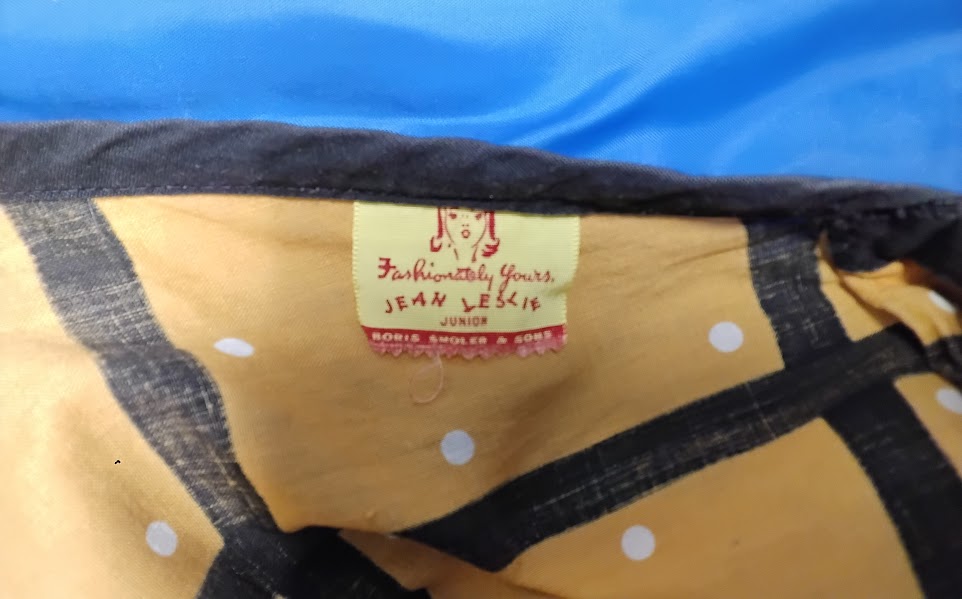 Fashionately Yours,
JEAN LESLIE
JUNIOR
BORIS SMOLER & SONS